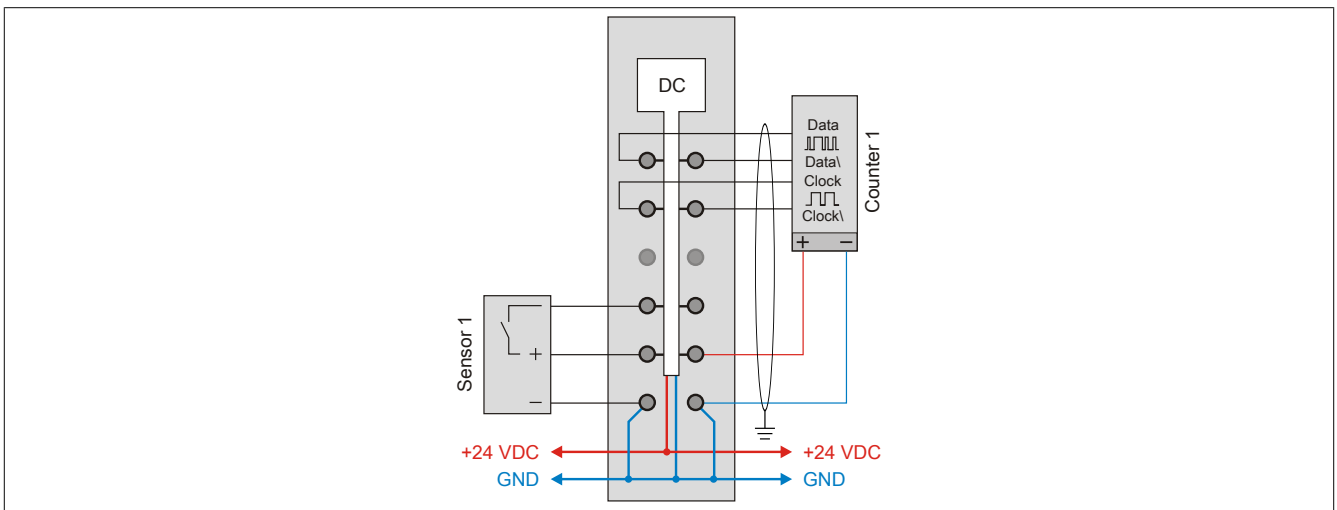 DC
Data
Data\
Clock
Clock\
Counter 1
+ −
Sensor 1
+
−
+24 VDC
+24 VDC
GND
GND